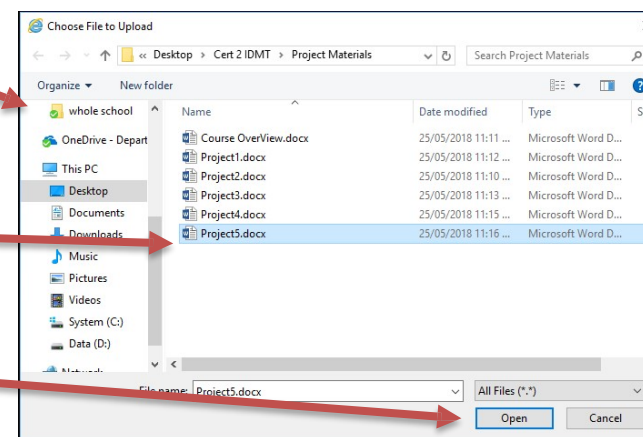 Choose File to Upload
« Desktop > Cert 2 IDMT > Project Materials
Search Project Materials
Organize
New folder
whole school
OneDrive - Depart
This PC
Desktop
Documents
Downloads
Music
Pictures
Videos
System (C:)
Data (D:)
Network
Name Date modified Type S
Course OverView.docx 25/05/2018 11:11 ... Microsoft Word D...
Project1.docx 25/05/2018 11:12 ... Microsoft Word D...
Project2.docx 25/05/2018 11:10 ... Microsoft Word D...
Project3.docx 25/05/2018 11:13 ... Microsoft Word D...
Project4.docx 25/05/2018 11:15 ... Microsoft Word D...
Project5.docx 25/05/2018 11:16 ... Microsoft Word D...
File name: Project5.docx
All Files (*.*)
Open Cancel